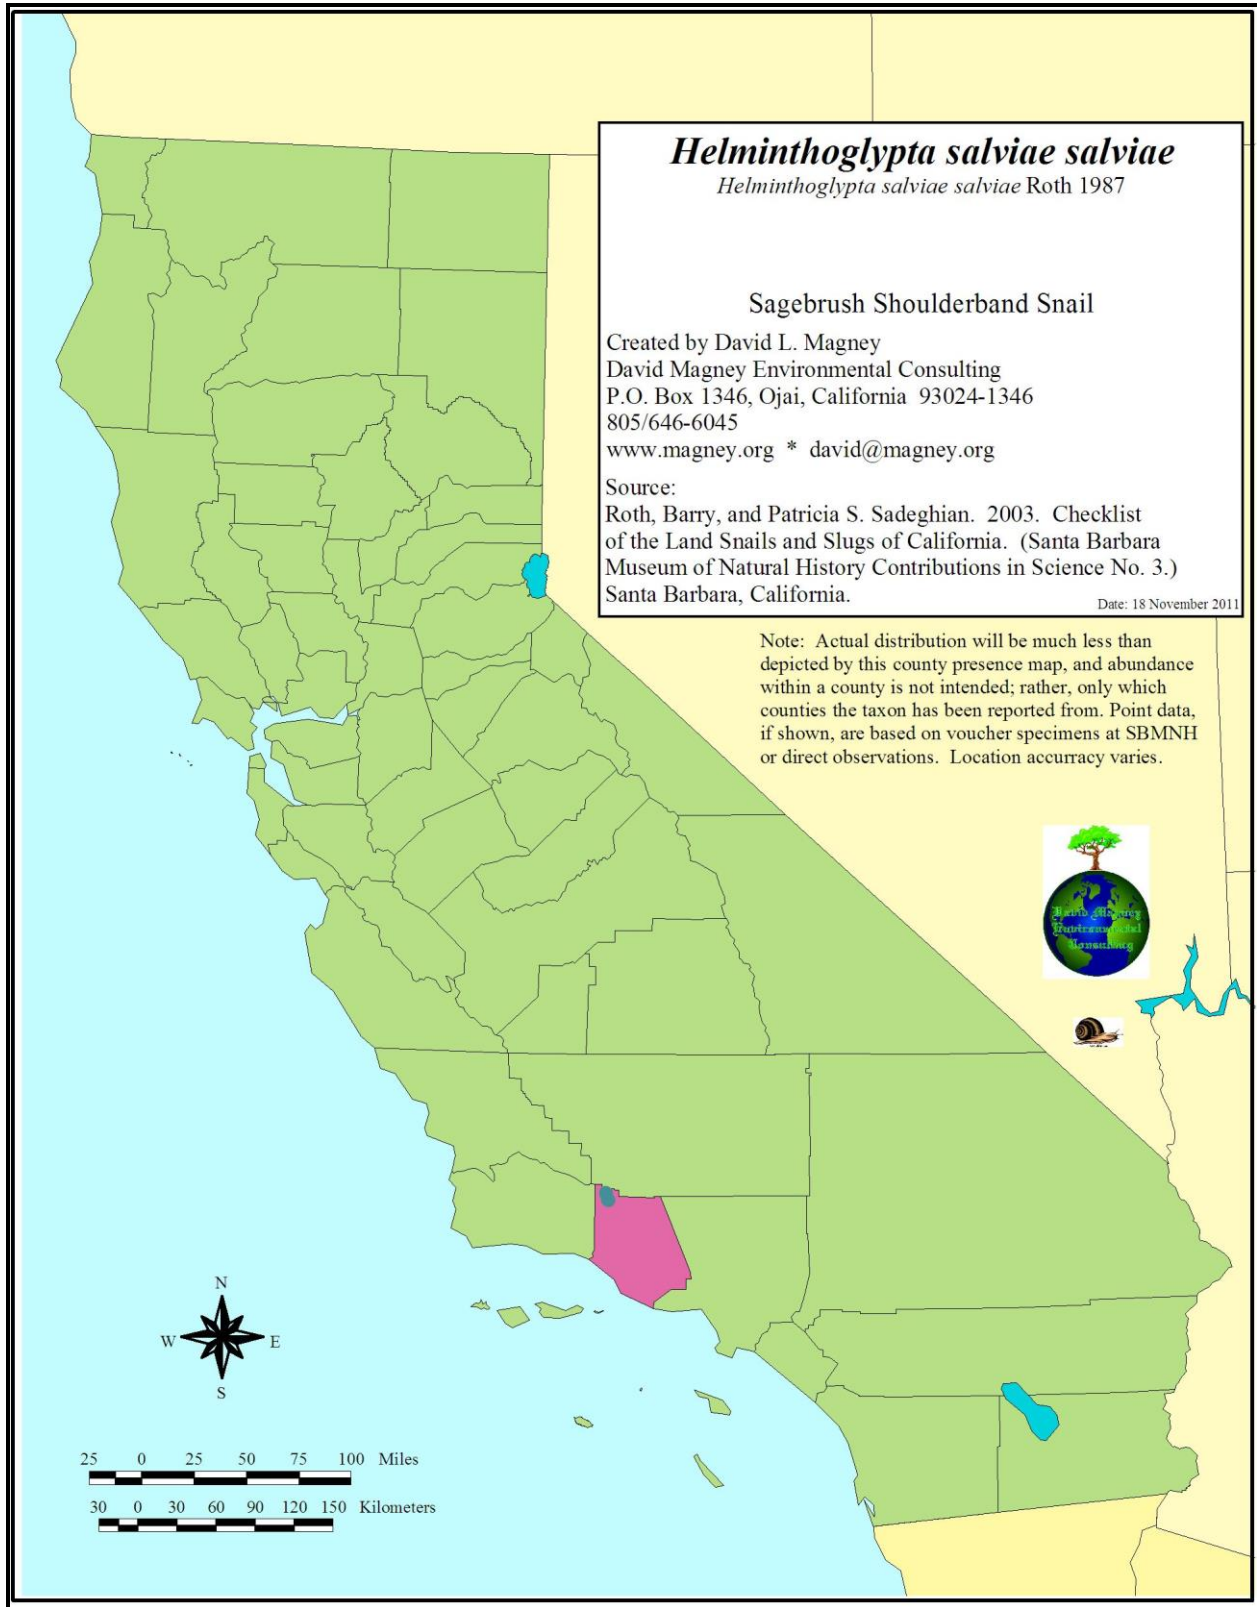 Helminthoglypta salviae salviae
Helminthoglypta salviae salviae Roth 1987
Sagebrush Shoulderband Snail
Created by David L. Magney
David Magney Environmental Consulting
P.O. Box 1346, Ojai, California 93024-1346
805/646-6045
www.magney.org * david@magney.org
Source:
Roth, Barry, and Patricia S. Sadeghian. 2003. Checklist
of the Land Snails and Slugs of California. (Santa Barbara
Museum of Natural History Contributions in Science No. 3.)
Santa Barbara, California.
Date: 18 November 2011
Note: Actual distribution will be much less than
depicted by this county presence map, and abundance
within a county is not intended; rather, only which
counties the taxon has been reported from. Point data,
if shown, are based on voucher specimens at SBMNH
or direct observations. Location accurracy varies.
David Magney
Environmental
Consulting
N
W E
S
25 0 25 50 75 100 Miles
30 0 30 60 90 120 150 Kilometers